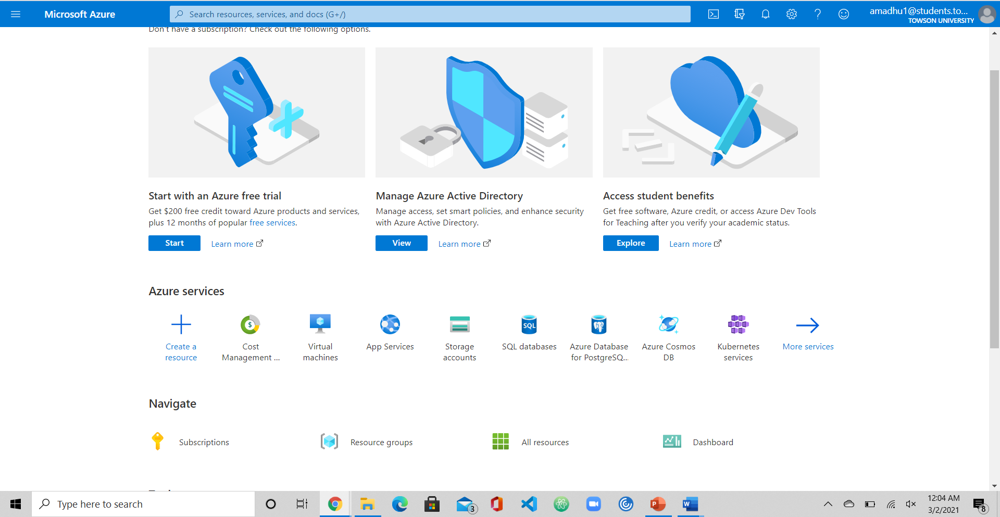 Microsoft Azure
Search resources, services, and docs (G+/)
amadhu1@students.to...
TOWSON UNIVERSITY
Don't have a subscription? Check out the following options.
Start with an Azure free trial
Get $200 free credit toward Azure products and services,
plus 12 months of popular free services.
Start
Learn more
Manage Azure Active Directory
Manage access, set smart policies, and enhance security
with Azure Active Directory.
View
Learn more
Access student benefits
Get free software, Azure credit, or access Azure Dev Tools
for Teaching after you verify your academic status.
Explore
Learn more
Azure services
Create a
resource
$
Cost
Management ...
Virtual
machines
App Services
Storage
accounts
SQL
SQL databases
Azure Database
for PostgreSQ...
Azure Cosmos
DB
Kubernetes
services
More services
Navigate
Subscriptions
Resource groups
All resources
Dashboard
Type here to search
3
P
W
12:04 AM
3/2/2021
8